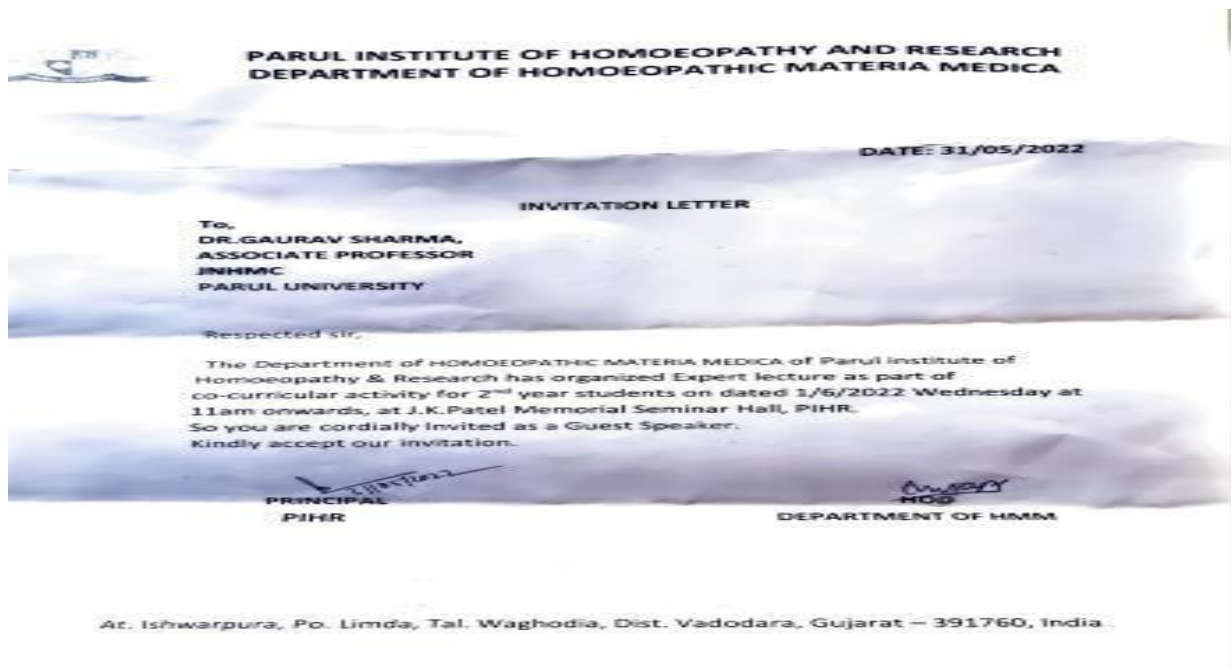 PARUL INSTITUTE OF HOMOEOPATHY AND RESEARCH
DEPARTMENT OF HOMOEOPATHIC MATERIA MEDICA
DATE: 31/05/2022
INVITATION LETTER
To,
DR.GAURAV SHARMA,
ASSOCIATE PROFESSOR
JNHMC
PARUL UNIVERSITY
Respected sir,
The Department of HOMOEOPATHIC MATERIA MEDICA of Parul Institute of
Homoeopathy & Research has organized Expert lecture as part of
co-curricular activity for 2nd year students on dated 1/6/2022 Wednesday at
11am onwards, at J.K.Patel Memorial Seminar Hall, PIHR.
So you are cordially Invited as a Guest Speaker.
Kindly accept our invitation.
PRINCIPAL
HOD
PIHR
DEPARTMENT OF HMM
At. Ishwarpura, Po. Limda, Tal. Waghodia, Dist. Vadodara, Gujarat – 391760, India